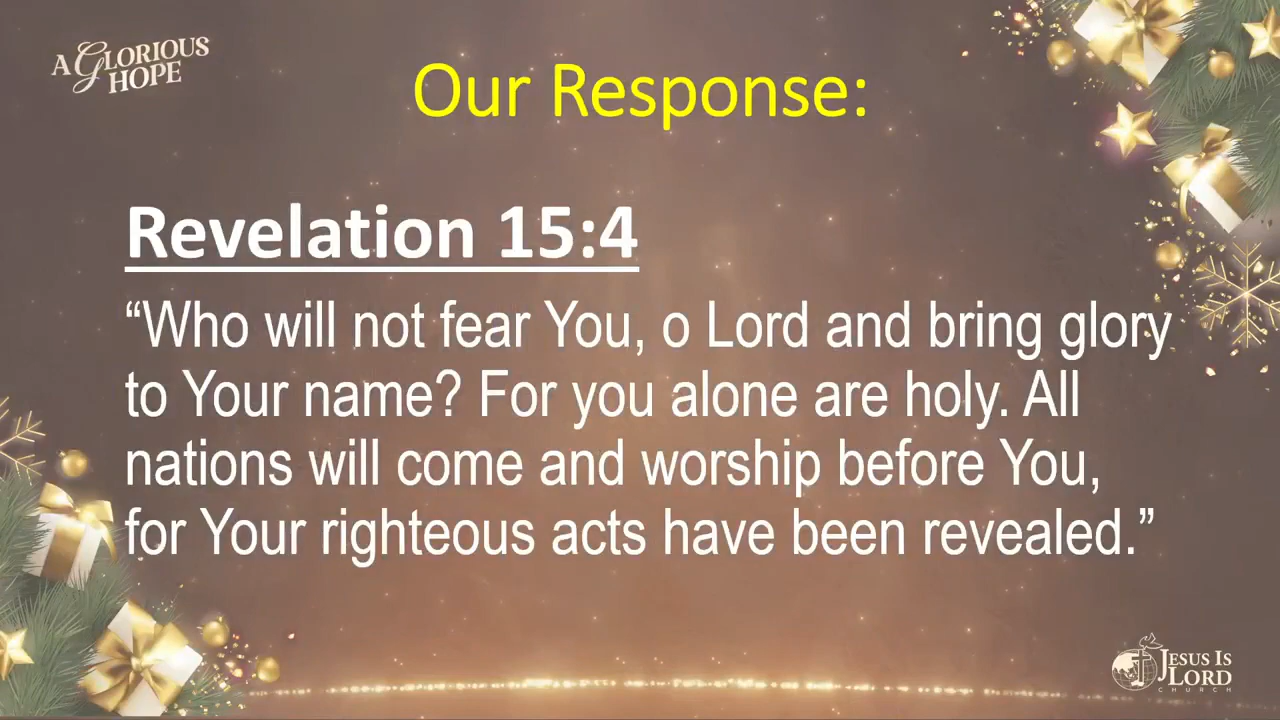 A GLORIOUS
HOPE
Our Response:
Revelation 15:4
“Who will not fear You, o Lord and bring glory
to Your name? For you alone are holy. All
nations will come and worship before You,
for Your righteous acts have been revealed.”
JESUS IS
LORD
CHURCH